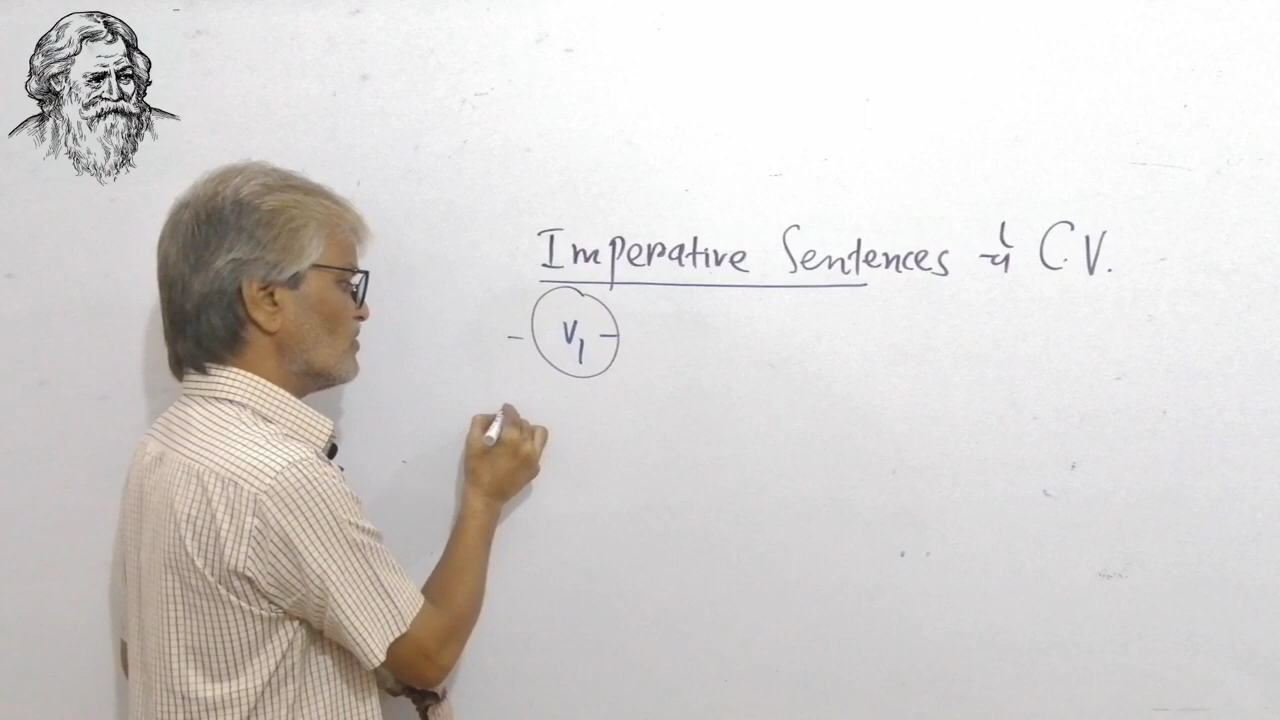 Imperative Sentences C.V.
- V₁ -